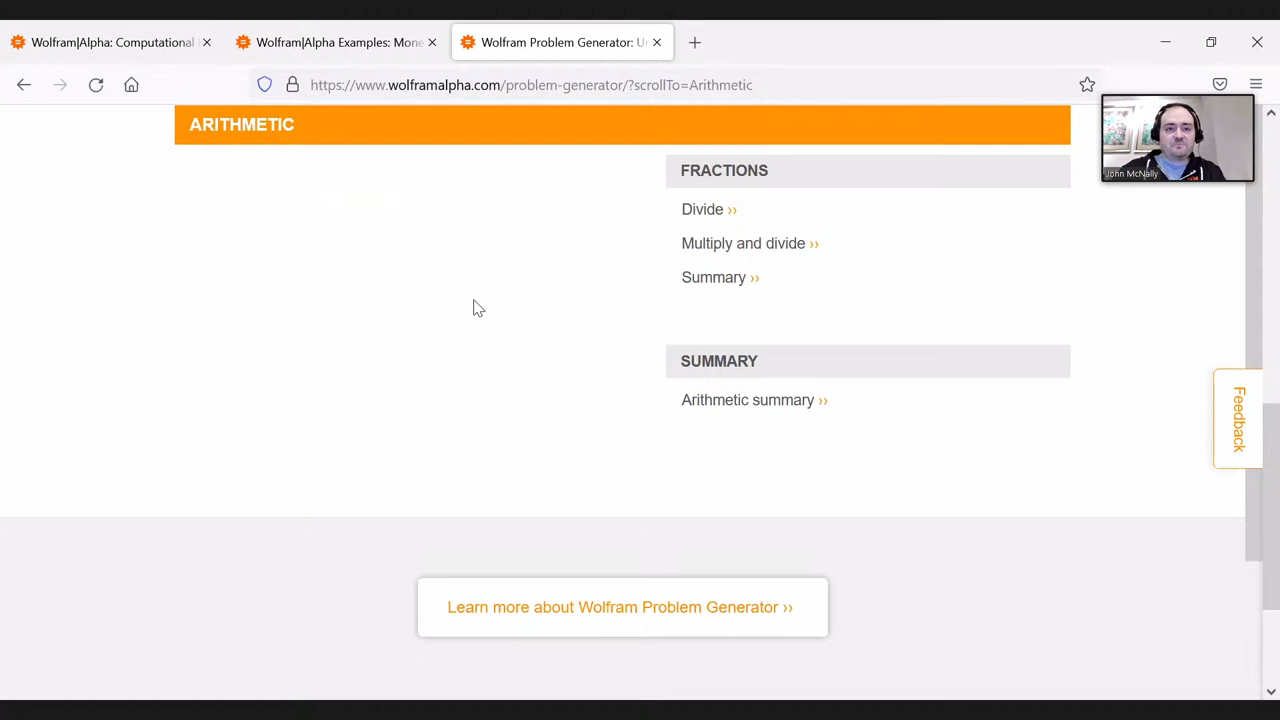 Wolfram|Alpha: Computational
Wolfram|Alpha Examples: Mone
Wolfram Problem Generator: Un
https://www.wolframalpha.com/problem-generator/?scrollTo=Arithmetic
John McNally
ARITHMETIC
FRACTIONS
Divide ››
Multiply and divide ››
Summary ››
SUMMARY
Arithmetic summary ››
Feedback
Learn more about Wolfram Problem Generator ››